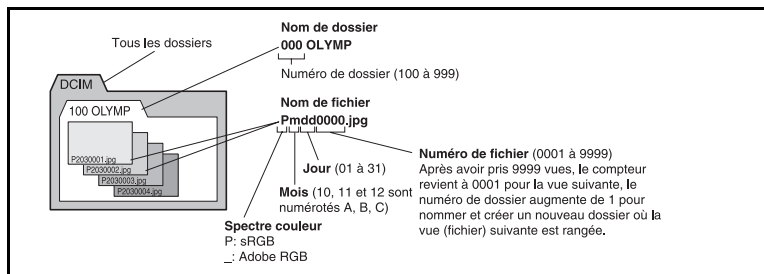 Nom de dossier
Tous les dossiers
000 OLYMP
Numéro de dossier (100 à 999)
DCIM
100 OLYMP
Nom de fichier
Pmdd0000.jpg
P2030001.jpg
P2030002.jpg
P2030003.jpg
P2030004.jpg
Jour (01 à 31)
Mois (10, 11 et 12 sont
numérotés A, B, C)
Spectre couleur
P: sRGB
_: Adobe RGB
Numéro de fichier (0001 à 9999)
Après avoir pris 9999 vues, le compteur
revient à 0001 pour la vue suivante, le
numéro de dossier augmente de 1 pour
nommer et créer un nouveau dossier où la
vue (fichier) suivante est rangée.